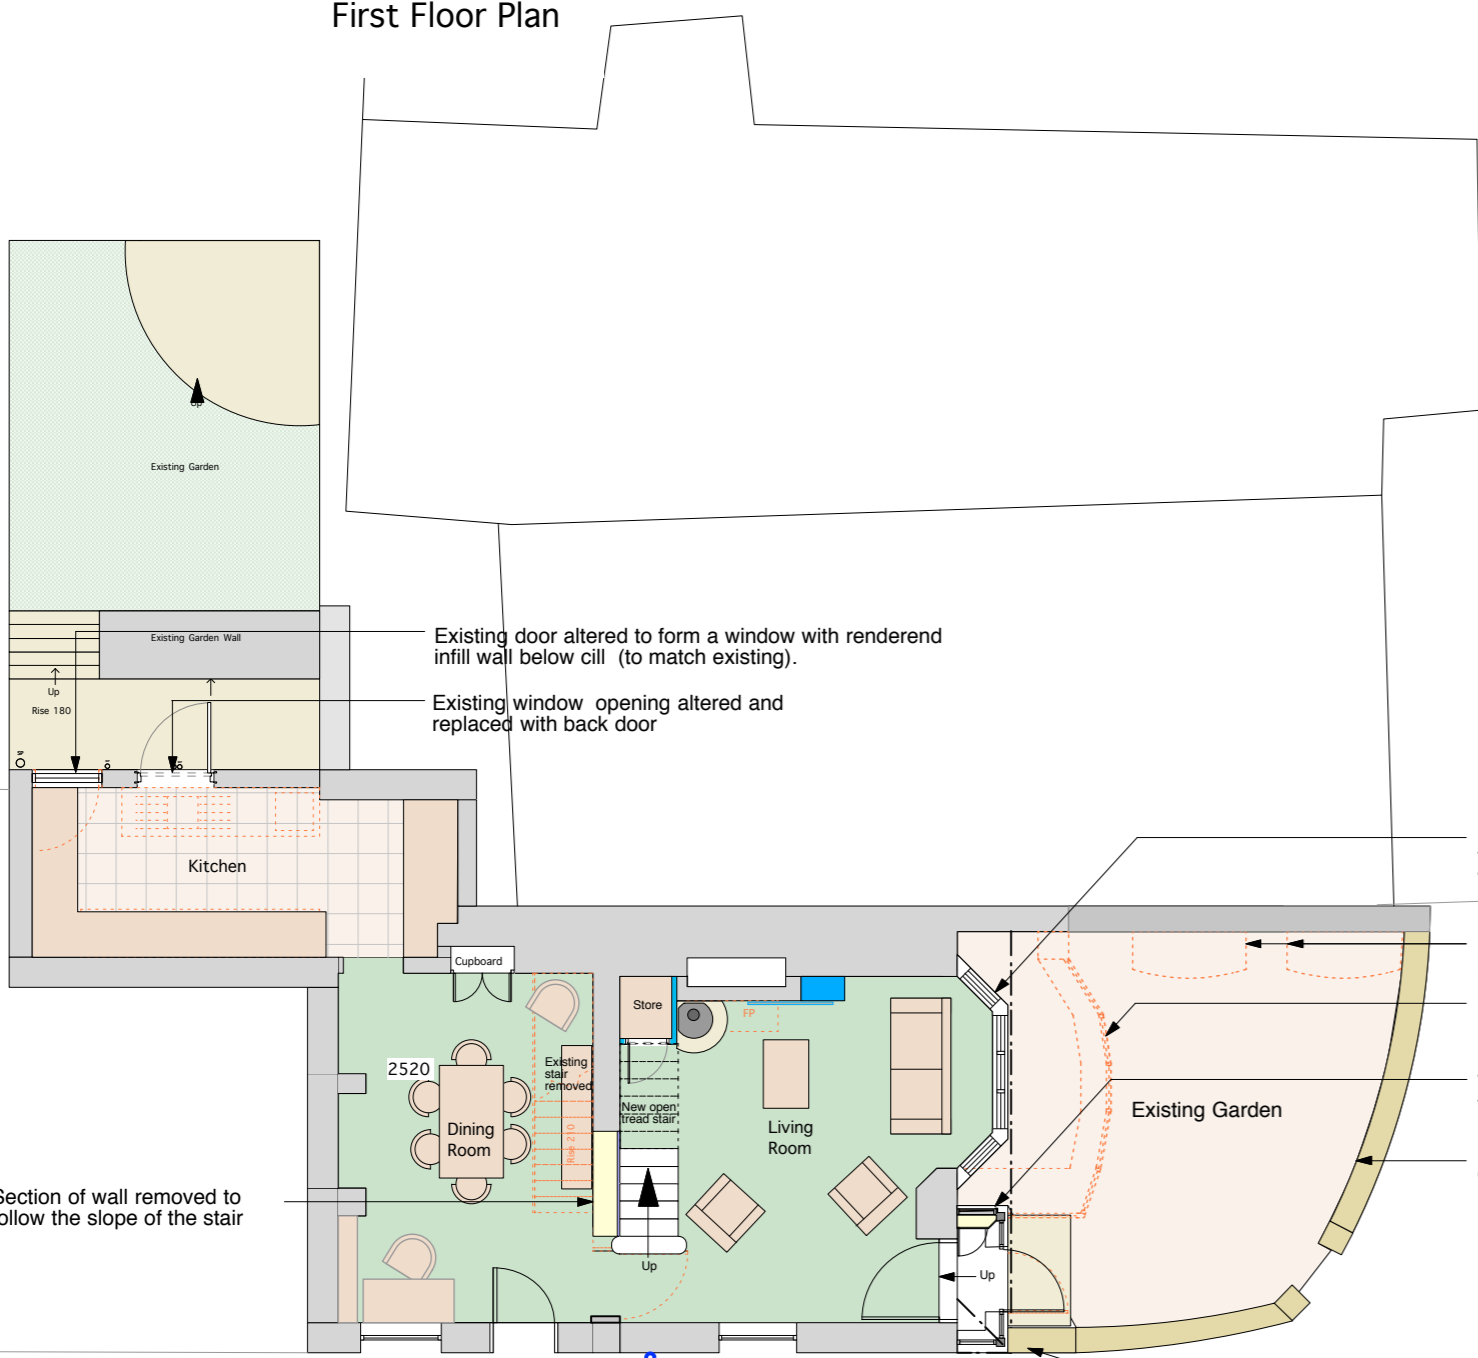 First Floor Plan
Up
Existing Garden
Existing Garden Wall
Existing door altered to form a window with renderend
infill wall below cill (to match existing).
Up
Rise 180
Existing window opening altered and
replaced with back door
Kitchen
Cupboard
Store
FP
2520
Existing
stair
removed
New open
tread stair
Dining
Room
Rise 210
Living
Room
Existing Garden
Section of wall removed to
follow the slope of the stair
Up
Up